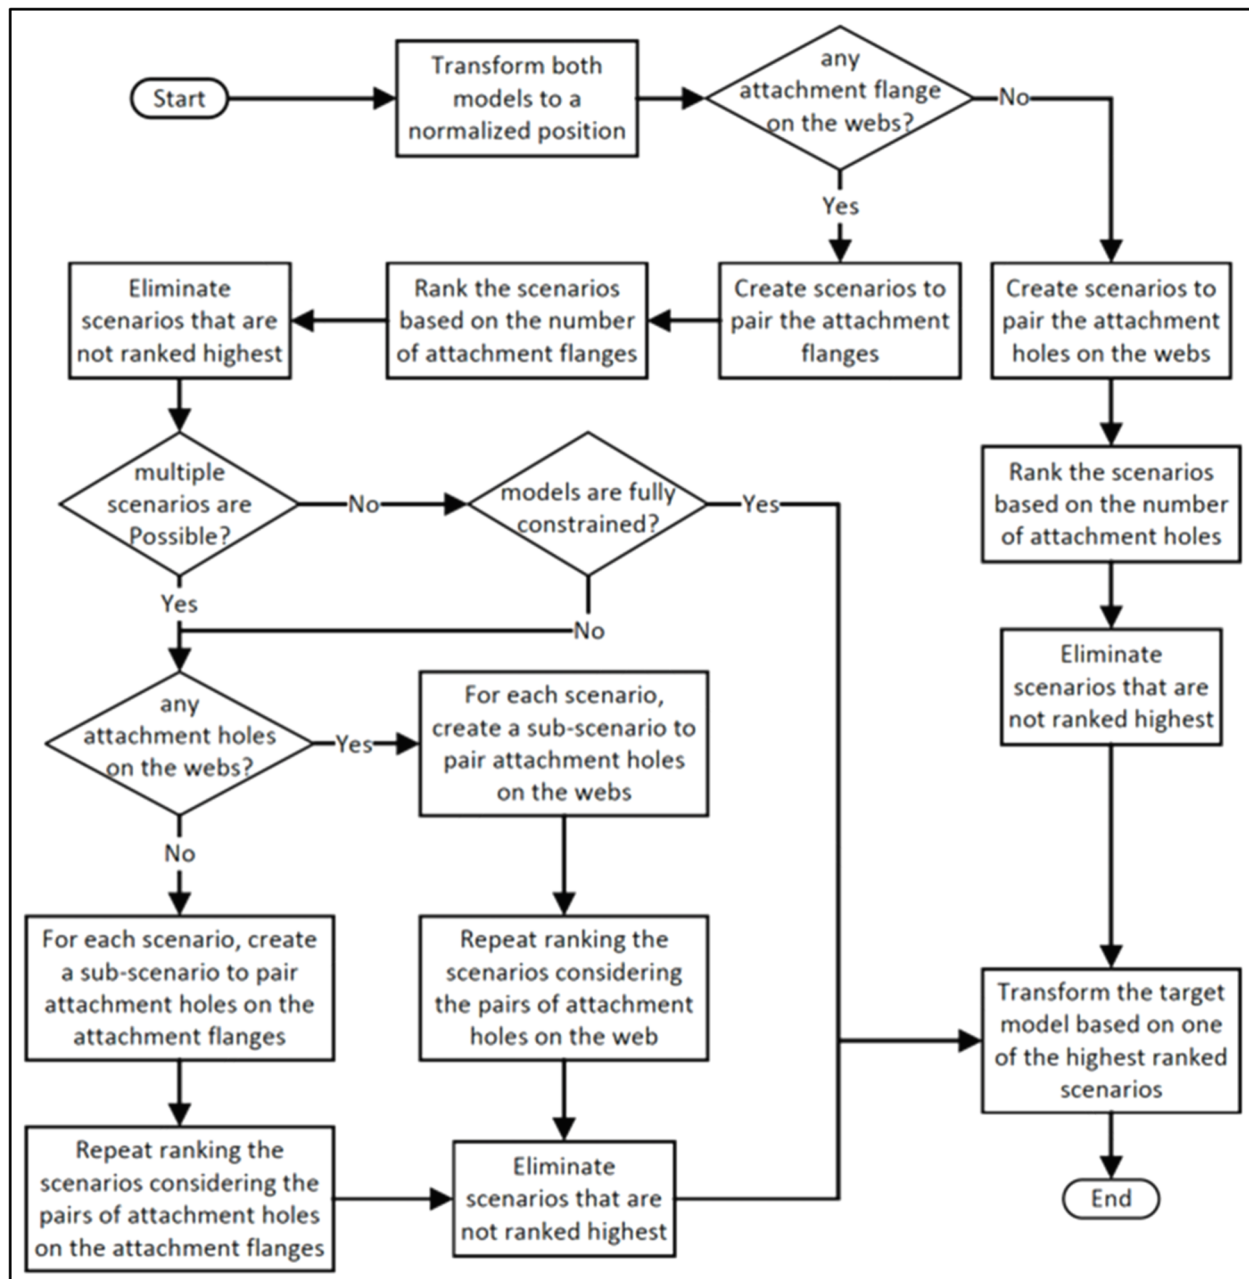 Start
Transform both
models to a
normalized position
any
attachment flange
on the webs?
No
Yes
Eliminate
scenarios that are
not ranked highest
Rank the scenarios
based on the number
of attachment flanges
Create scenarios to
pair the attachment
flanges
Create scenarios to
pair the attachment
holes on the webs
multiple
scenarios are
Possible?
No
models are fully
constrained?
Yes
Rank the scenarios
based on the number
of attachment holes
Yes
No
Eliminate
scenarios that are
not ranked highest
any
attachment holes
on the webs?
Yes
For each scenario,
create a sub-scenario to
pair attachment holes
on the webs
No
For each scenario, create
a sub-scenario to pair
attachment holes on the
attachment flanges
Repeat ranking the
scenarios considering
the pairs of attachment
holes on the web
Transform the target
model based on one
of the highest ranked
scenarios
Repeat ranking the
scenarios considering the
pairs of attachment holes
on the attachment flanges
Eliminate
scenarios that are
not ranked highest
End